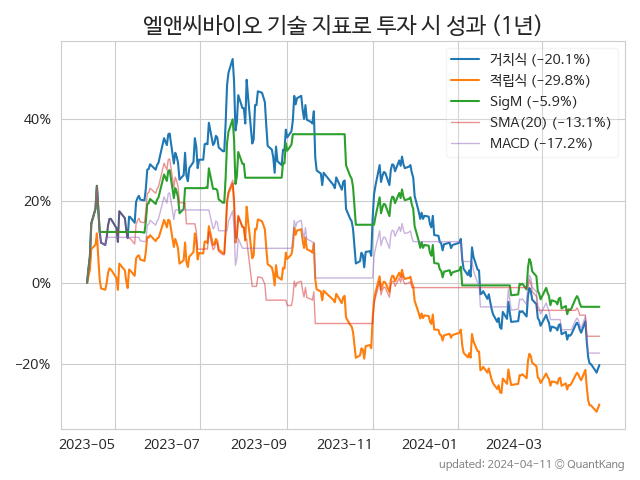 엘앤씨바이오 기술 지표로 투자 시 성과 (1년)
거치식 (−20.1%)
적립식 (−29.8%)
SigM (−5.9%)
SMA(20) (−13.1%)
MACD (−17.2%)
40%
20%
0%
−20%
2023-05 2023-07 2023-09 2023-11 2024-01 2024-03
updated: 2024-04-11 © QuantKang